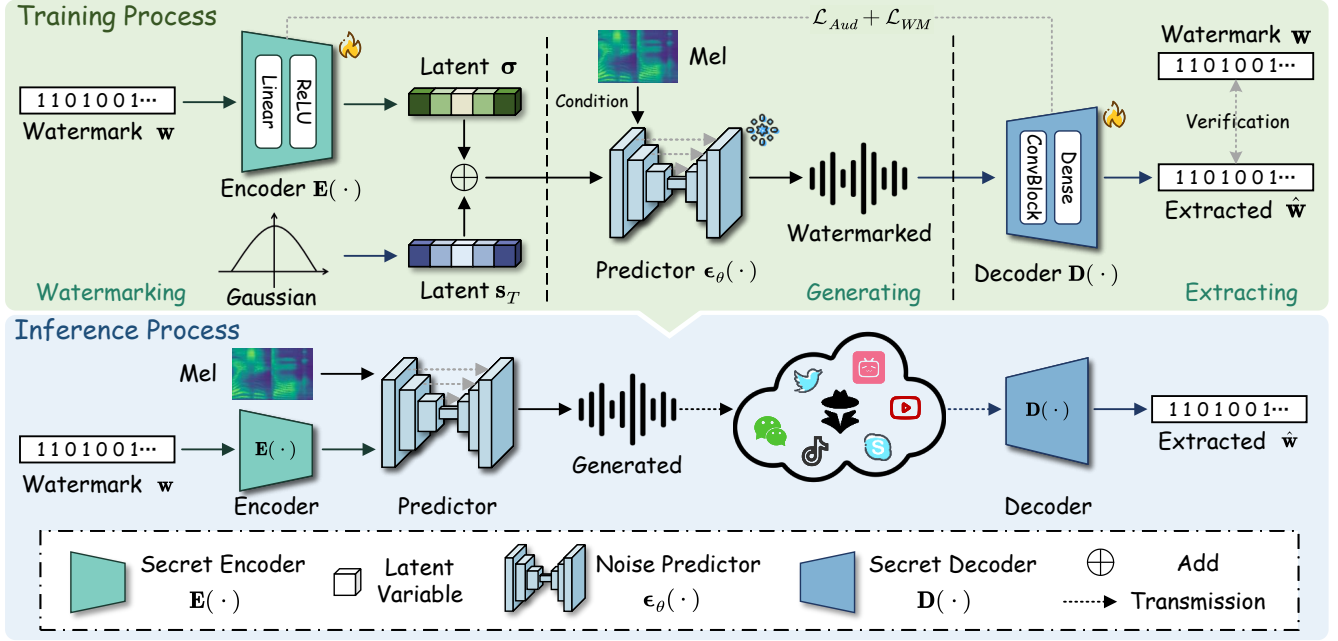 Training Process
ℒ_Aud + ℒ_WM
1101001···
Watermark w
Linear
ReLU
Encoder E(·)
Latent σ
Gaussian
Latent s_T
Watermarking
Mel
Condition
Predictor ϵ_θ(·)
Watermarked
Generating
ConvBlock
Dense
Decoder D(·)
Watermark w
1101001···
Verification
1101001···
Extracted ŵ
Extracting
Inference Process
Mel
1101001···
Watermark w
E(·)
Encoder
Predictor
Generated
S
D(·)
Decoder
1101001···
Extracted ŵ
Secret Encoder
E(·)
Latent
Variable
Noise Predictor
ϵ_θ(·)
Secret Decoder
D(·)
Add
Transmission